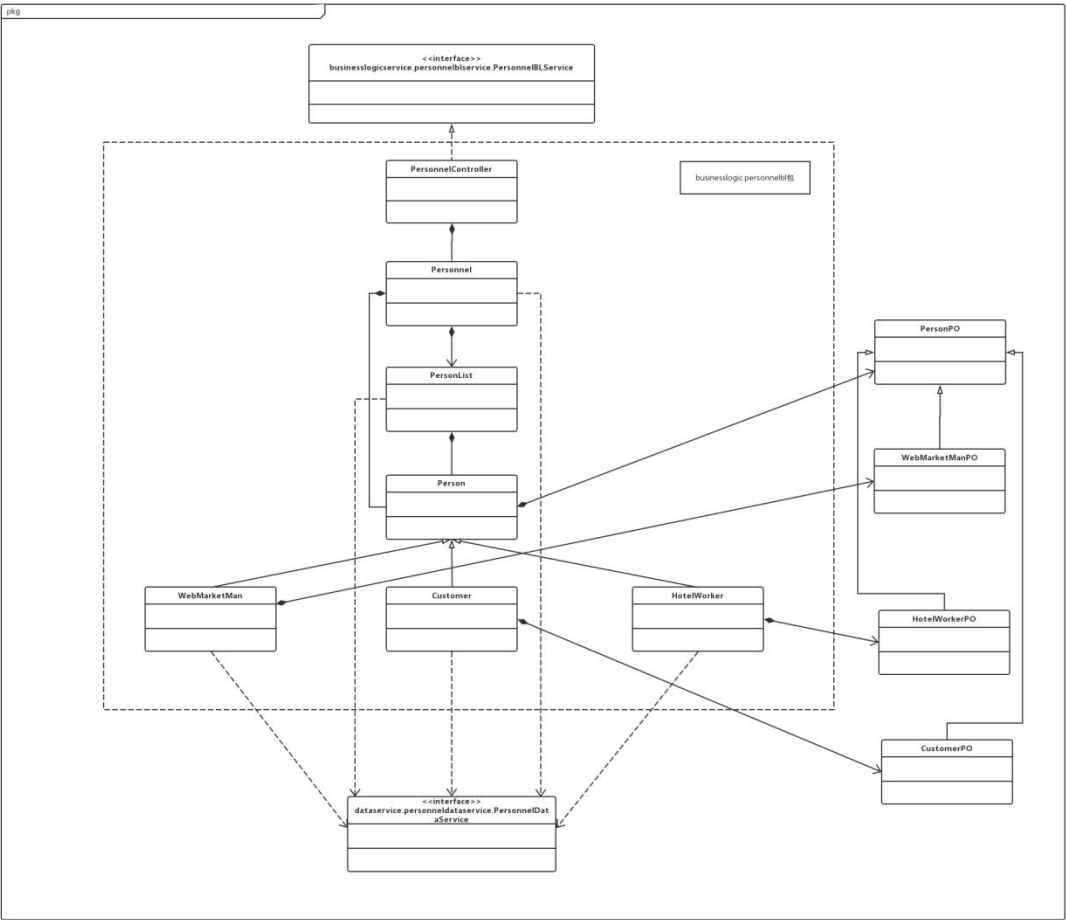 pkg
<<interface>>
businesslogicservice.personnelblservice.PersonnelBLService
PersonnelController
businesslogic.personnelbl包
Personnel
PersonPO
PersonList
WebMarketManPO
Person
WebMarketMan
Customer
HotelWorker
HotelWorkerPO
CustomerPO
<<interface>>
dataservice.personneldataservice.PersonnelDat
aService